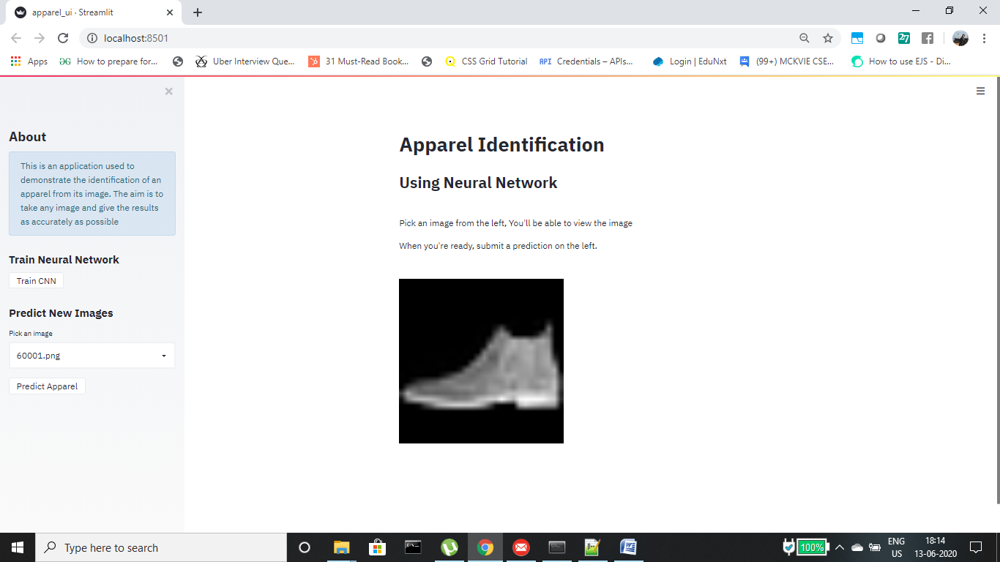 apparel_ui · Streamlit
localhost:8501
27
Apps
How to prepare for...
Uber Interview Que...
31 Must-Read Book...
CSS Grid Tutorial
API Credentials – APIs...
Login | EduNxt
(99+) MCKVIE CSE...
How to use EJS - Di...
About
This is an application used to
demonstrate the identification of an
apparel from its image. The aim is to
take any image and give the results
as accurately as possible
Train Neural Network
Train CNN
Predict New Images
Pick an image
60001.png
Predict Apparel
Apparel Identification
Using Neural Network
Pick an image from the left, You'll be able to view the image
When you're ready, submit a prediction on the left.
Type here to search
100%
ENG
US
18:14
13-06-2020